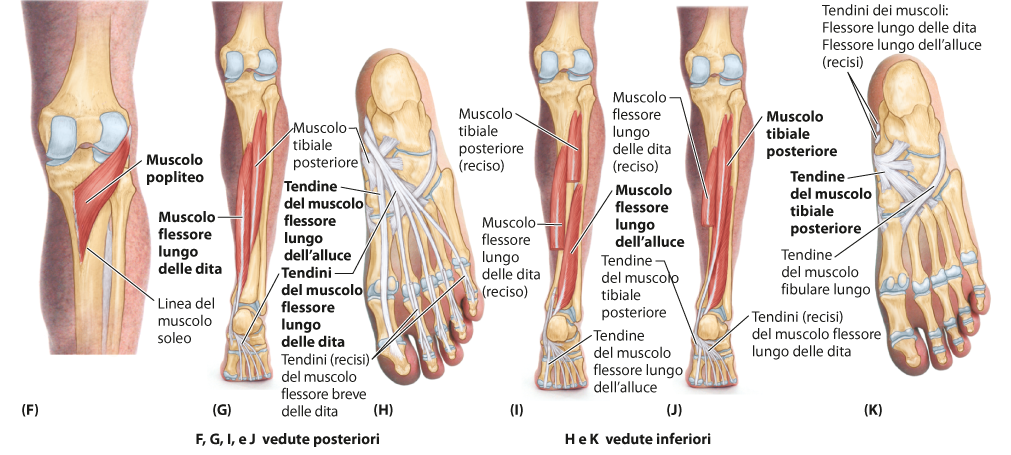 Muscolo
popliteo
Linea del
muscolo
soleo
(F)
Muscolo
flessore
lungo
delle dita
Muscolo
tibiale
posteriore
(G)
Tendine
del muscolo
flessore
lungo
dell'alluce
Tendini
del muscolo
flessore
lungo
delle dita
Tendini (recisi)
del muscolo
flessore breve
delle dita
(H)
Muscolo
tibiale
posteriore
(reciso)
Muscolo
flessore
lungo
delle dita
(reciso)
Muscolo
flessore
lungo
dell'alluce
Tendine
del muscolo
flessore lungo
dell'alluce
(I)
Muscolo
flessore
lungo
delle dita
(reciso)
Muscolo
tibiale
posteriore
Tendine
del muscolo
tibiale
posteriore
Tendini (recisi)
del muscolo flessore
lungo delle dita
(J)
Tendini dei muscoli:
Flessore lungo delle dita
Flessore lungo dell'alluce
(recisi)
Tendine
del muscolo
tibiale
posteriore
Tendine
del muscolo
fibulare lungo
(K)
F, G, I, e J vedute posteriori
H e K vedute inferiori